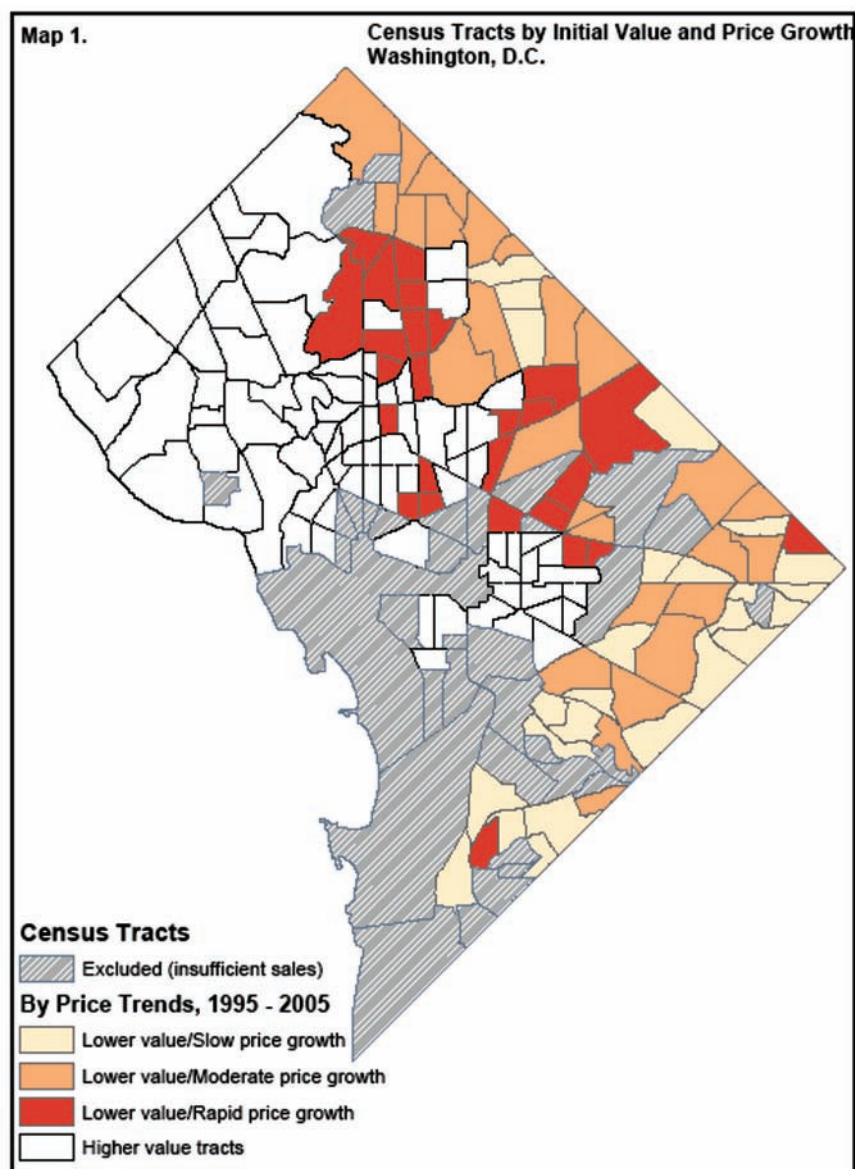 Map 1.
Census Tracts by Initial Value and Price Growth
Washington, D.C.
Census Tracts
Excluded (insufficient sales)
By Price Trends, 1995 - 2005
Lower value/Slow price growth
Lower value/Moderate price growth
Lower value/Rapid price growth
Higher value tracts